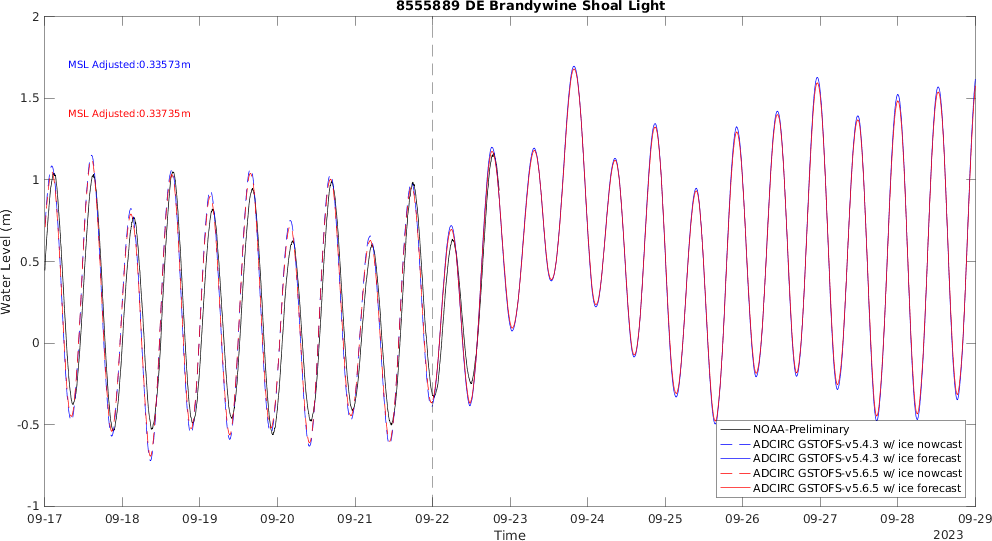 8555889 DE Brandywine Shoal Light
MSL Adjusted:0.33573m
MSL Adjusted:0.33735m
Water Level (m)
2
1.5
1
0.5
0
-0.5
-1
NOAA-Preliminary
ADCIRC GSTOFS-v5.4.3 w/ ice nowcast
ADCIRC GSTOFS-v5.4.3 w/ ice forecast
ADCIRC GSTOFS-v5.6.5 w/ ice nowcast
ADCIRC GSTOFS-v5.6.5 w/ ice forecast
09-17 09-18 09-19 09-20 09-21 09-22 09-23 09-24 09-25 09-26 09-27 09-28 09-29
Time
2023